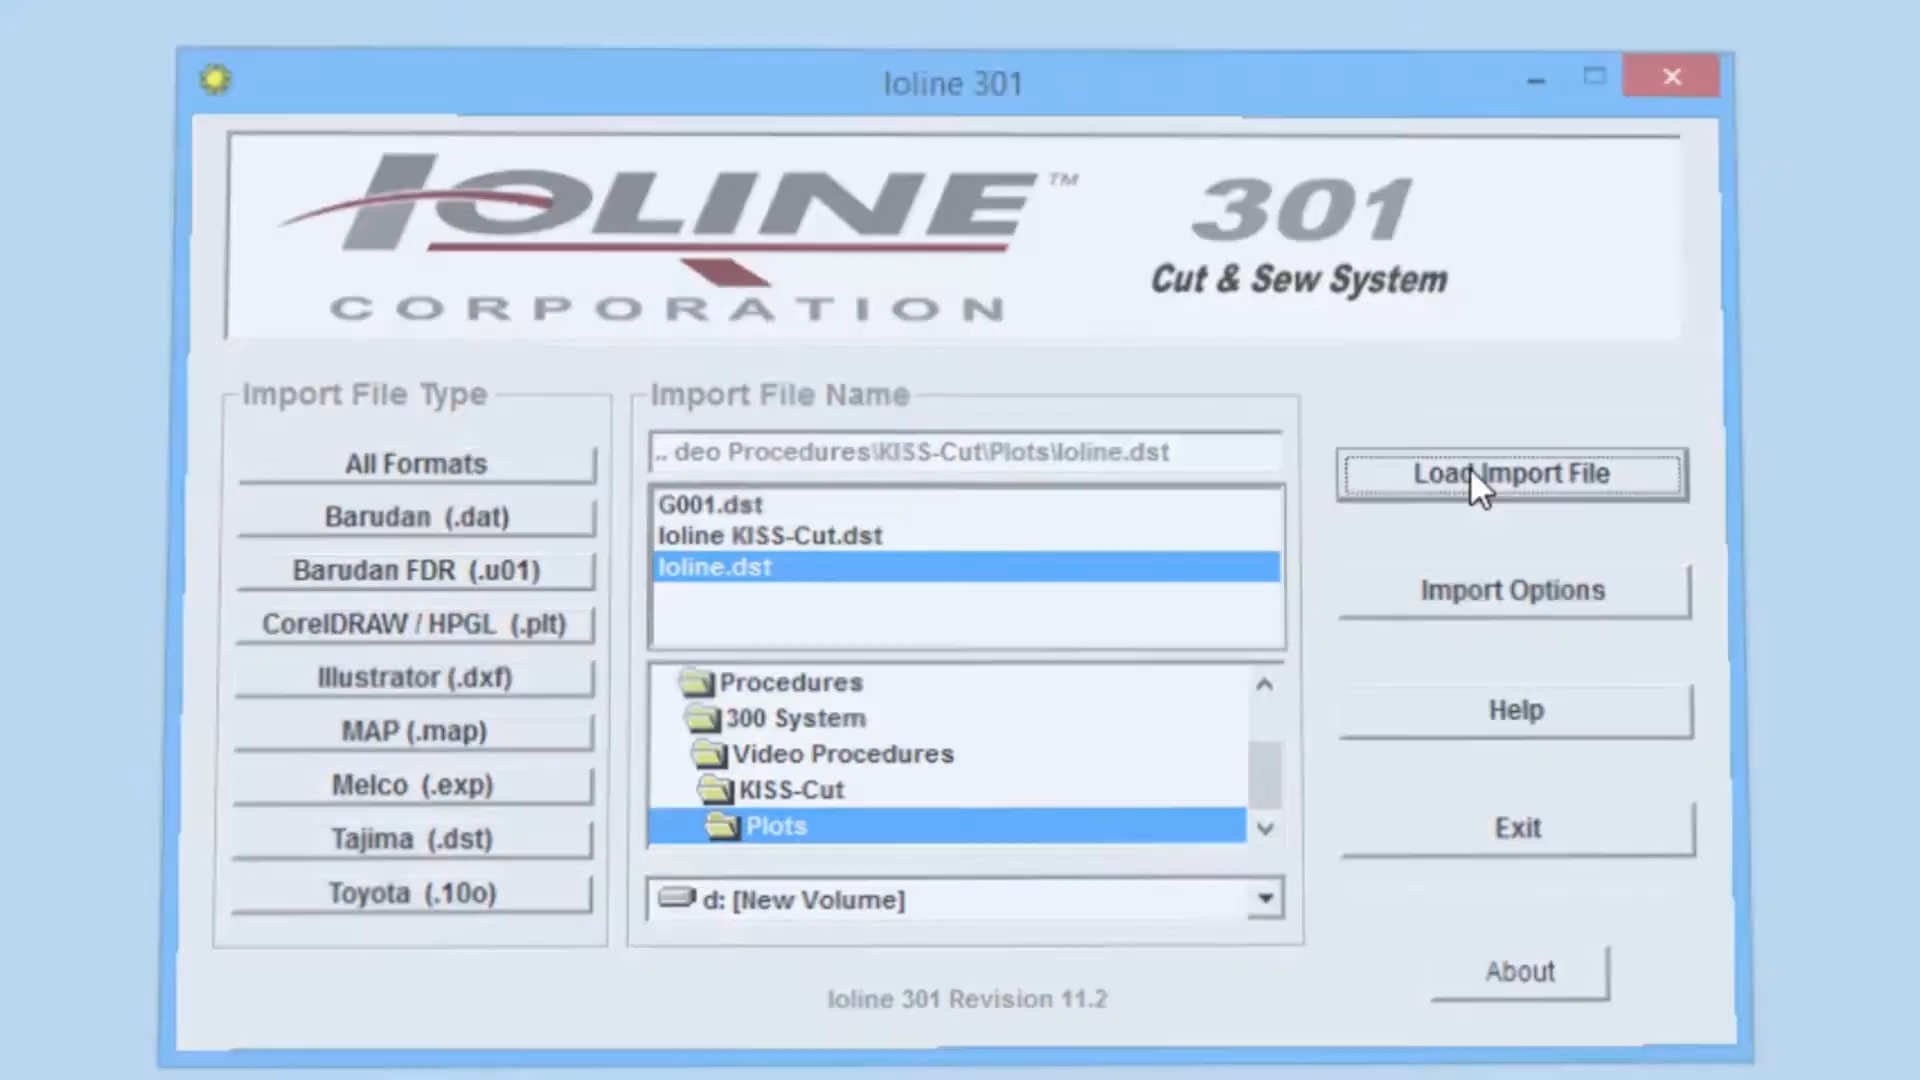 Ioline 301
IOLINE™
CORPORATION
301
Cut & Sew System
Import File Type
All Formats
Barudan (.dat)
Barudan FDR (.u01)
CorelDRAW / HPGL (.plt)
Illustrator (.dxf)
MAP (.map)
Melco (.exp)
Tajima (.dst)
Toyota (.10o)
Import File Name
.. deo Procedures\KISS-Cut\Plots\Ioline.dst
G001.dst
Ioline KISS-Cut.dst
Ioline.dst
Procedures
300 System
Video Procedures
KISS-Cut
Plots
d: [New Volume]
Load Import File
Import Options
Help
Exit
About
Ioline 301 Revision 11.2